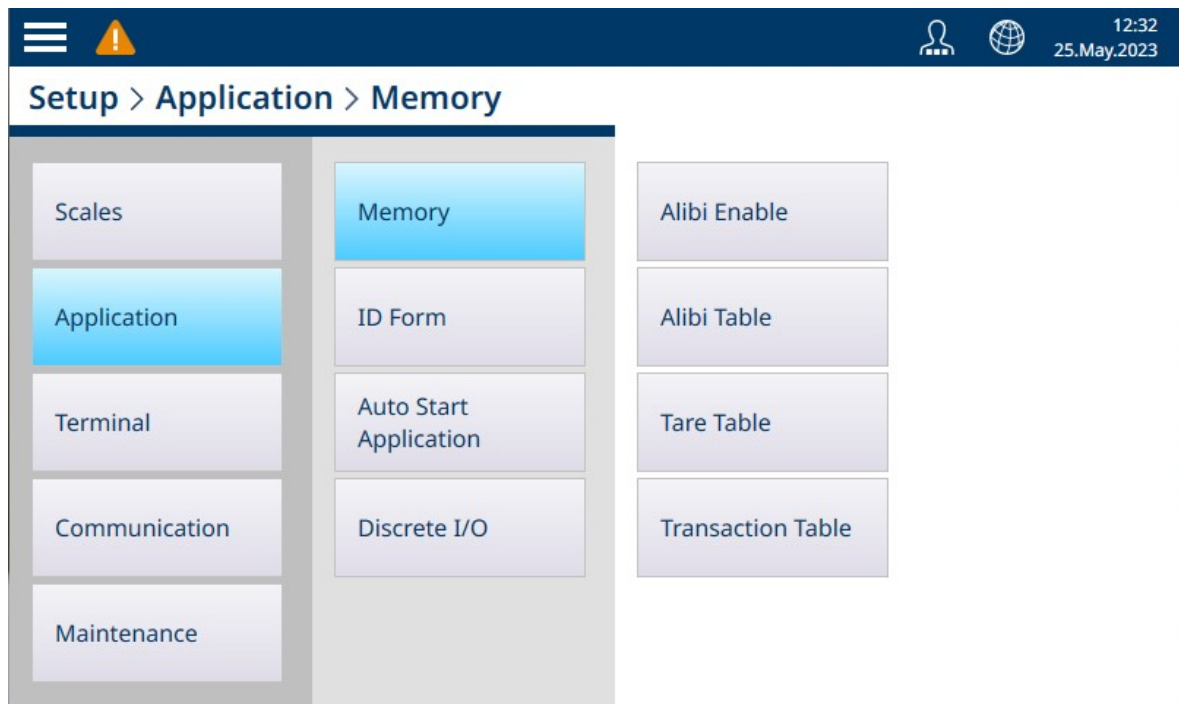 12:32
25.May.2023
Setup > Application > Memory
Scales
Application
Terminal
Communication
Maintenance
Memory
ID Form
Auto Start
Application
Discrete I/O
Alibi Enable
Alibi Table
Tare Table
Transaction Table